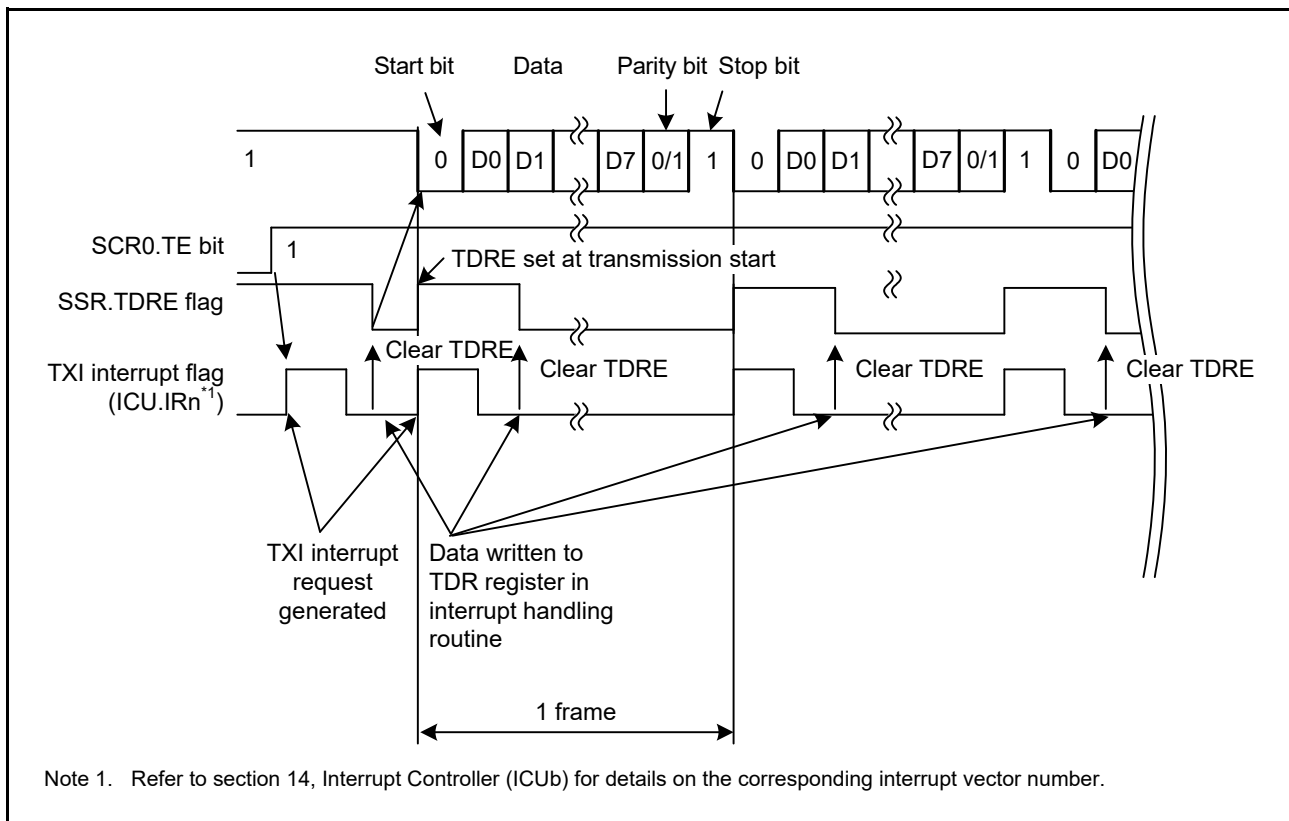 Start bit Data Parity bit Stop bit
1 0 D0 D1 D7 0/1 1 0 D0 D1 D7 0/1 1 0 D0
SCR0.TE bit 1
TDRE set at transmission start
SSR.TDRE flag
Clear TDRE Clear TDRE Clear TDRE Clear TDRE
TXI interrupt flag
(ICU.IRn*1)
TXI interrupt
request
generated
Data written to
TDR register in
interrupt handling
routine
1 frame
Note 1. Refer to section 14, Interrupt Controller (ICUb) for details on the corresponding interrupt vector number.